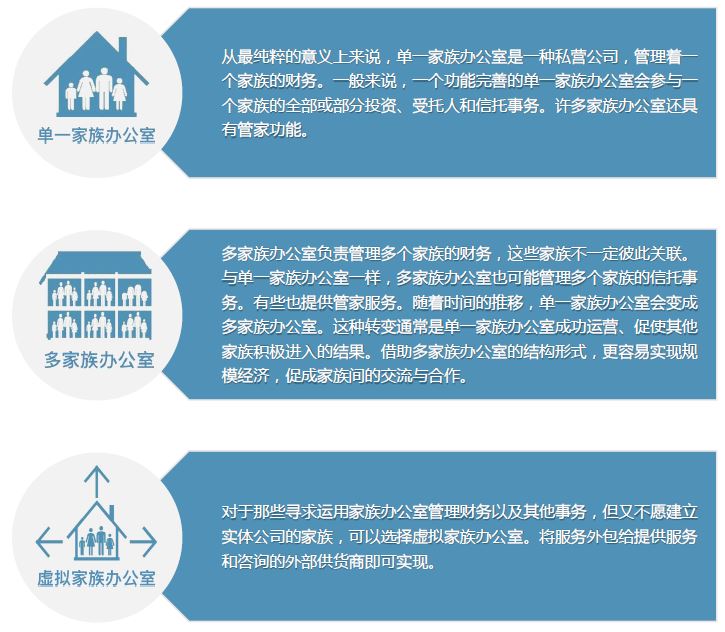 单一家族办公室
从最纯粹的意义上来说，单一家族办公室是一种私营公司，管理着一
个家族的财务。一般来说，一个功能完善的单一家族办公室会参与一
个家族的全部或部分投资、受托人和信托事务。许多家族办公室还具
有管家功能。
多家族办公室
多家族办公室负责管理多个家族的财务，这些家族不一定彼此关联。
与单一家族办公室一样，多家族办公室也可能管理多个家族的信托事
务。有些也提供管家服务。随着时间的推移，单一家族办公室会变成
多家族办公室。这种转变通常是单一家族办公室成功运营、促使其他
家族积极进入的结果。借助多家族办公室的结构形式，更容易实现规
模经济，促成家族间的交流与合作。
虚拟家族办公室
对于那些寻求运用家族办公室管理财务以及其他事务，但又不愿建立
实体公司的家族，可以选择虚拟家族办公室。将服务外包给提供服务
和咨询的外部供货商即可实现。